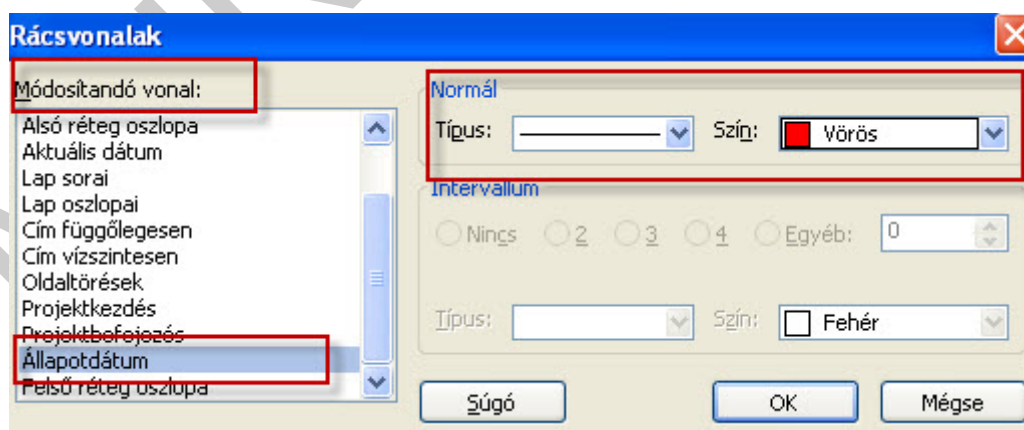 Rácsvonalak
Módosítandó vonal:
Alsó réteg oszlopa
Aktuális dátum
Lap sorai
Lap oszlopai
Cím függőlegesen
Cím vízszintesen
Oldaltörések
Projektkezdés
Projektbefejezés
Állapotdátum
Felső réteg oszlopa
Normál
Típus: Szín: Vörös
Intervallum
Nincs 2 3 4 Egyéb: 0
Típus: Szín: Fehér
Súgó OK Mégse